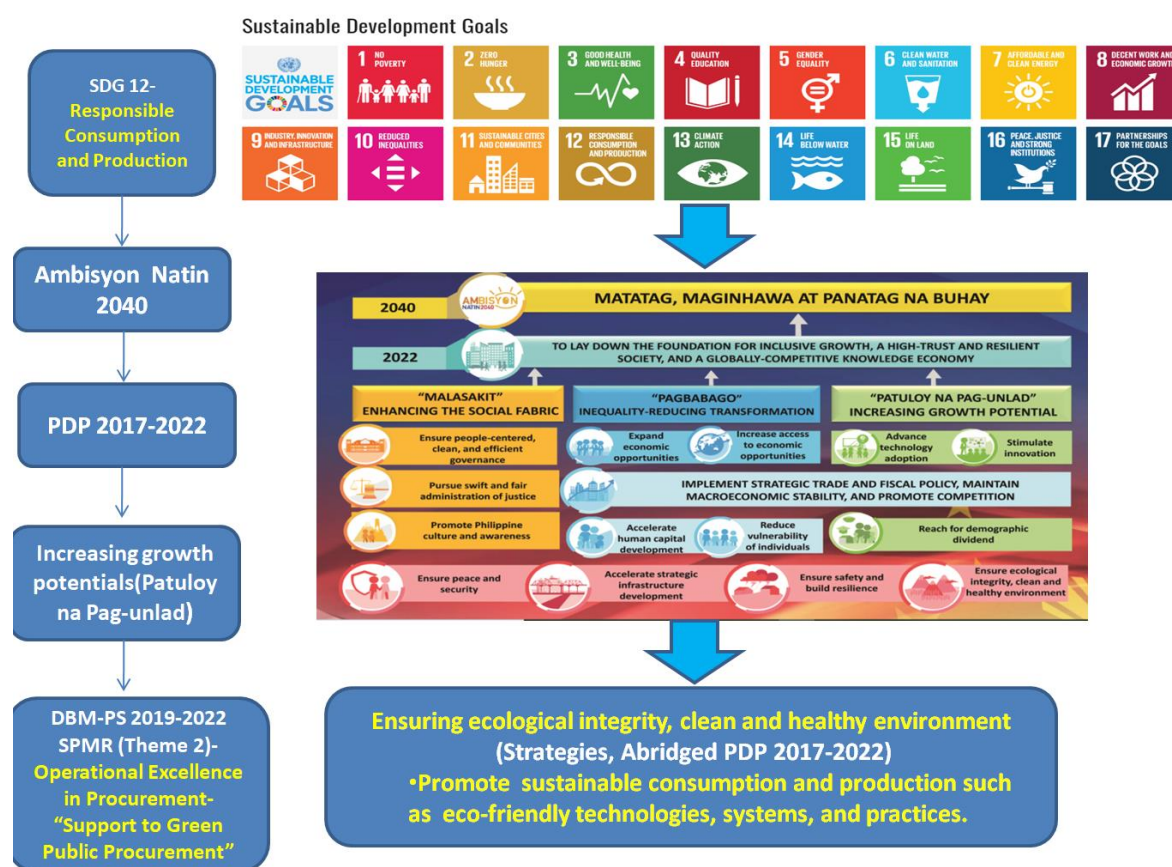 Sustainable Development Goals
SDG 12-
Responsible
Consumption
and Production
Ambisyon Natin
2040
PDP 2017-2022
Increasing growth
potentials(Patuloy
na Pag-unlad)
DBM-PS 2019-2022
SPMR (Theme 2)-
Operational Excellence
in Procurement-
“Support to Green
Public Procurement”
SUSTAINABLE
DEVELOPMENT
GOALS
1 NO
POVERTY
2 ZERO
HUNGER
3 GOOD HEALTH
AND WELL-BEING
4 QUALITY
EDUCATION
5 GENDER
EQUALITY
6 CLEAN WATER
AND SANITATION
7 AFFORDABLE AND
CLEAN ENERGY
8 DECENT WORK AND
ECONOMIC GROWTH
9 INDUSTRY, INNOVATION
AND INFRASTRUCTURE
10 REDUCED
INEQUALITIES
11 SUSTAINABLE CITIES
AND COMMUNITIES
12 RESPONSIBLE
CONSUMPTION
AND PRODUCTION
13 CLIMATE
ACTION
14 LIFE
BELOW WATER
15 LIFE
ON LAND
16 PEACE, JUSTICE
AND STRONG
INSTITUTIONS
17 PARTNERSHIPS
FOR THE GOALS
2040
AMBISYON
NATIN 2040
MATATAG, MAGINHAWA AT PANATAG NA BUHAY
2022
TO LAY DOWN THE FOUNDATION FOR INCLUSIVE GROWTH, A HIGH-TRUST AND RESILIENT
SOCIETY, AND A GLOBALLY-COMPETITIVE KNOWLEDGE ECONOMY
“MALASAKIT”
ENHANCING THE SOCIAL FABRIC
“PAGBABAGO”
INEQUALITY-REDUCING TRANSFORMATION
“PATULOY NA PAG-UNLAD”
INCREASING GROWTH POTENTIAL
Ensure people-centered,
clean, and efficient
governance
Expand
economic
opportunities
Increase access
to economic
opportunities
Advance
technology
adoption
Stimulate
innovation
Pursue swift and fair
administration of justice
IMPLEMENT STRATEGIC TRADE AND FISCAL POLICY, MAINTAIN
MACROECONOMIC STABILITY, AND PROMOTE COMPETITION
Promote Philippine
culture and awareness
Accelerate
human capital
development
Reduce
vulnerability
of individuals
Reach for demographic
dividend
Ensure peace and
security
Accelerate strategic
infrastructure
development
Ensure safety and
build resilience
Ensure ecological
integrity, clean and
healthy environment
Ensuring ecological integrity, clean and healthy environment
(Strategies, Abridged PDP 2017-2022)
•Promote sustainable consumption and production such
as eco-friendly technologies, systems, and practices.